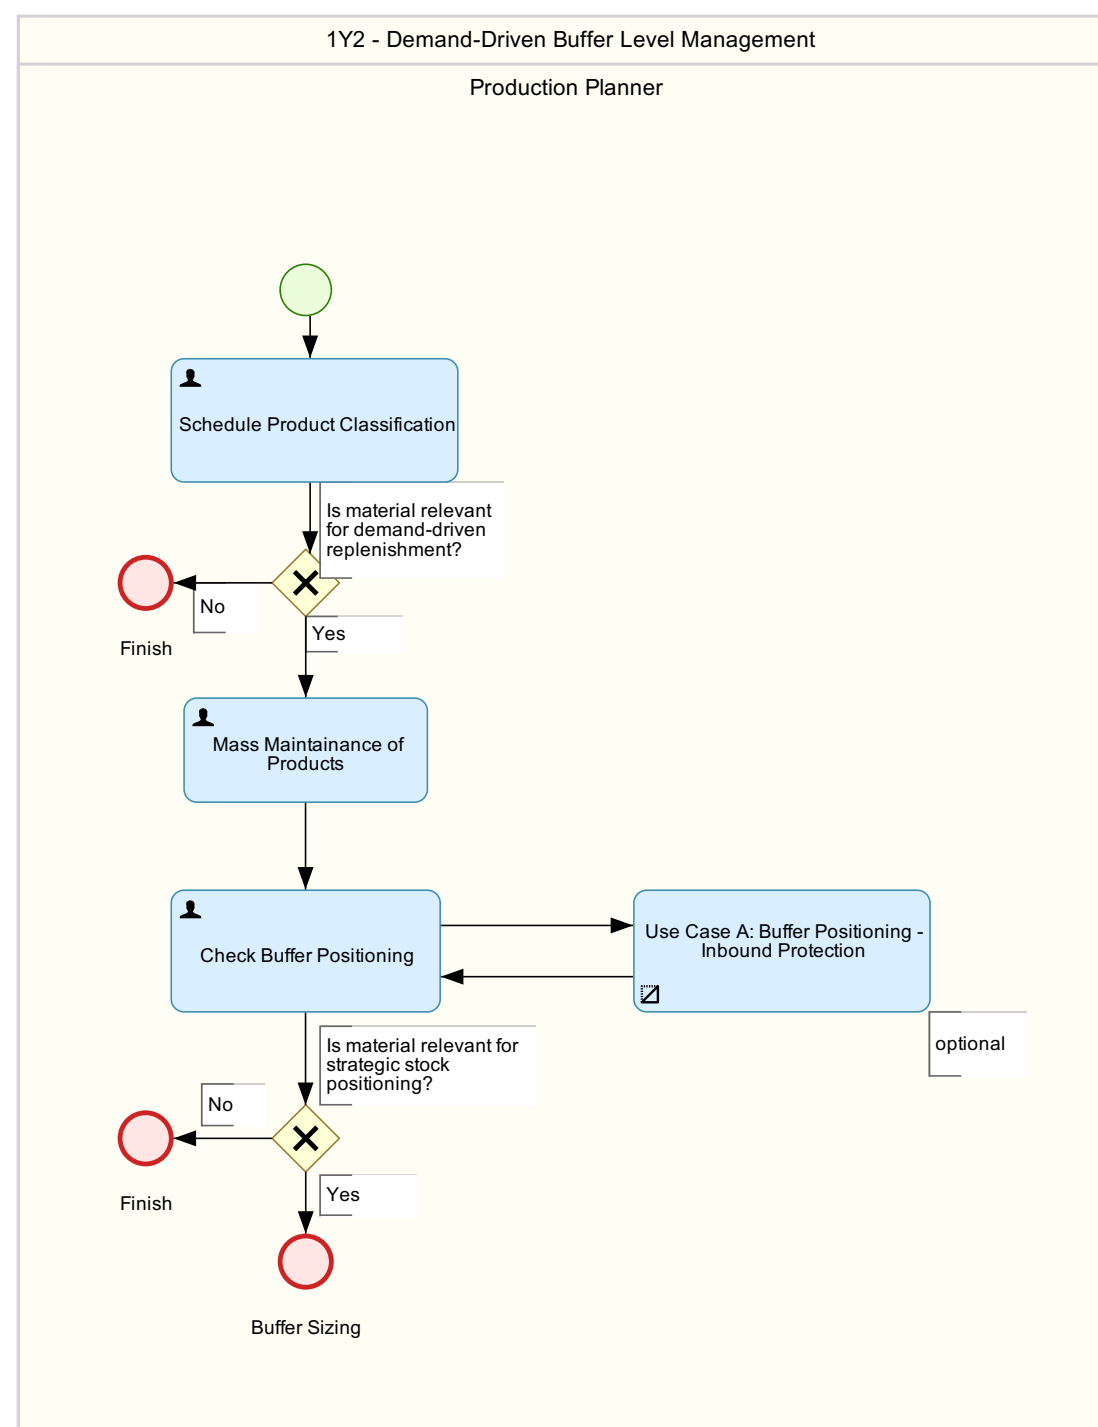 1Y2 - Demand-Driven Buffer Level Management
Production Planner
Schedule Product Classification
Is material relevant
for demand-driven
replenishment?
No
Finish
Yes
Mass Maintainance of
Products
Check Buffer Positioning
Use Case A: Buffer Positioning -
Inbound Protection
optional
Is material relevant for
strategic stock
positioning?
No
Finish
Yes
Buffer Sizing